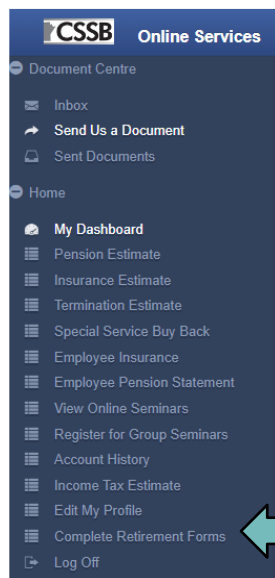 CSSB Online Services
Document Centre
Inbox
Send Us a Document
Sent Documents
Home
My Dashboard
Pension Estimate
Insurance Estimate
Termination Estimate
Special Service Buy Back
Employee Insurance
Employee Pension Statement
View Online Seminars
Register for Group Seminars
Account History
Income Tax Estimate
Edit My Profile
Complete Retirement Forms
Log Off